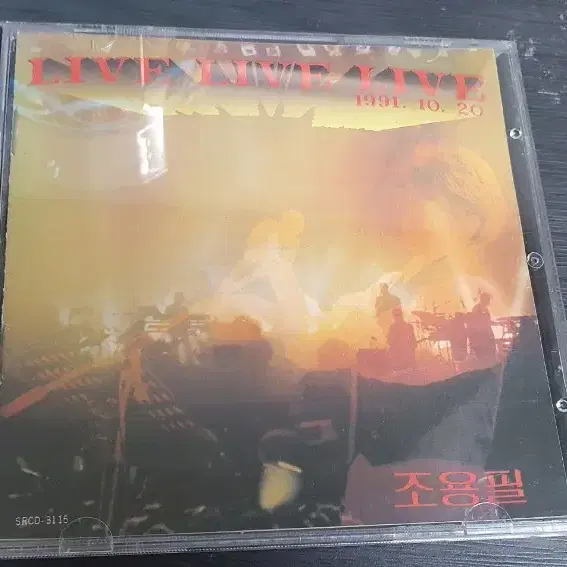 LIVE LIVE LIVE
1991. 10. 20
조용필
SRCD-3115